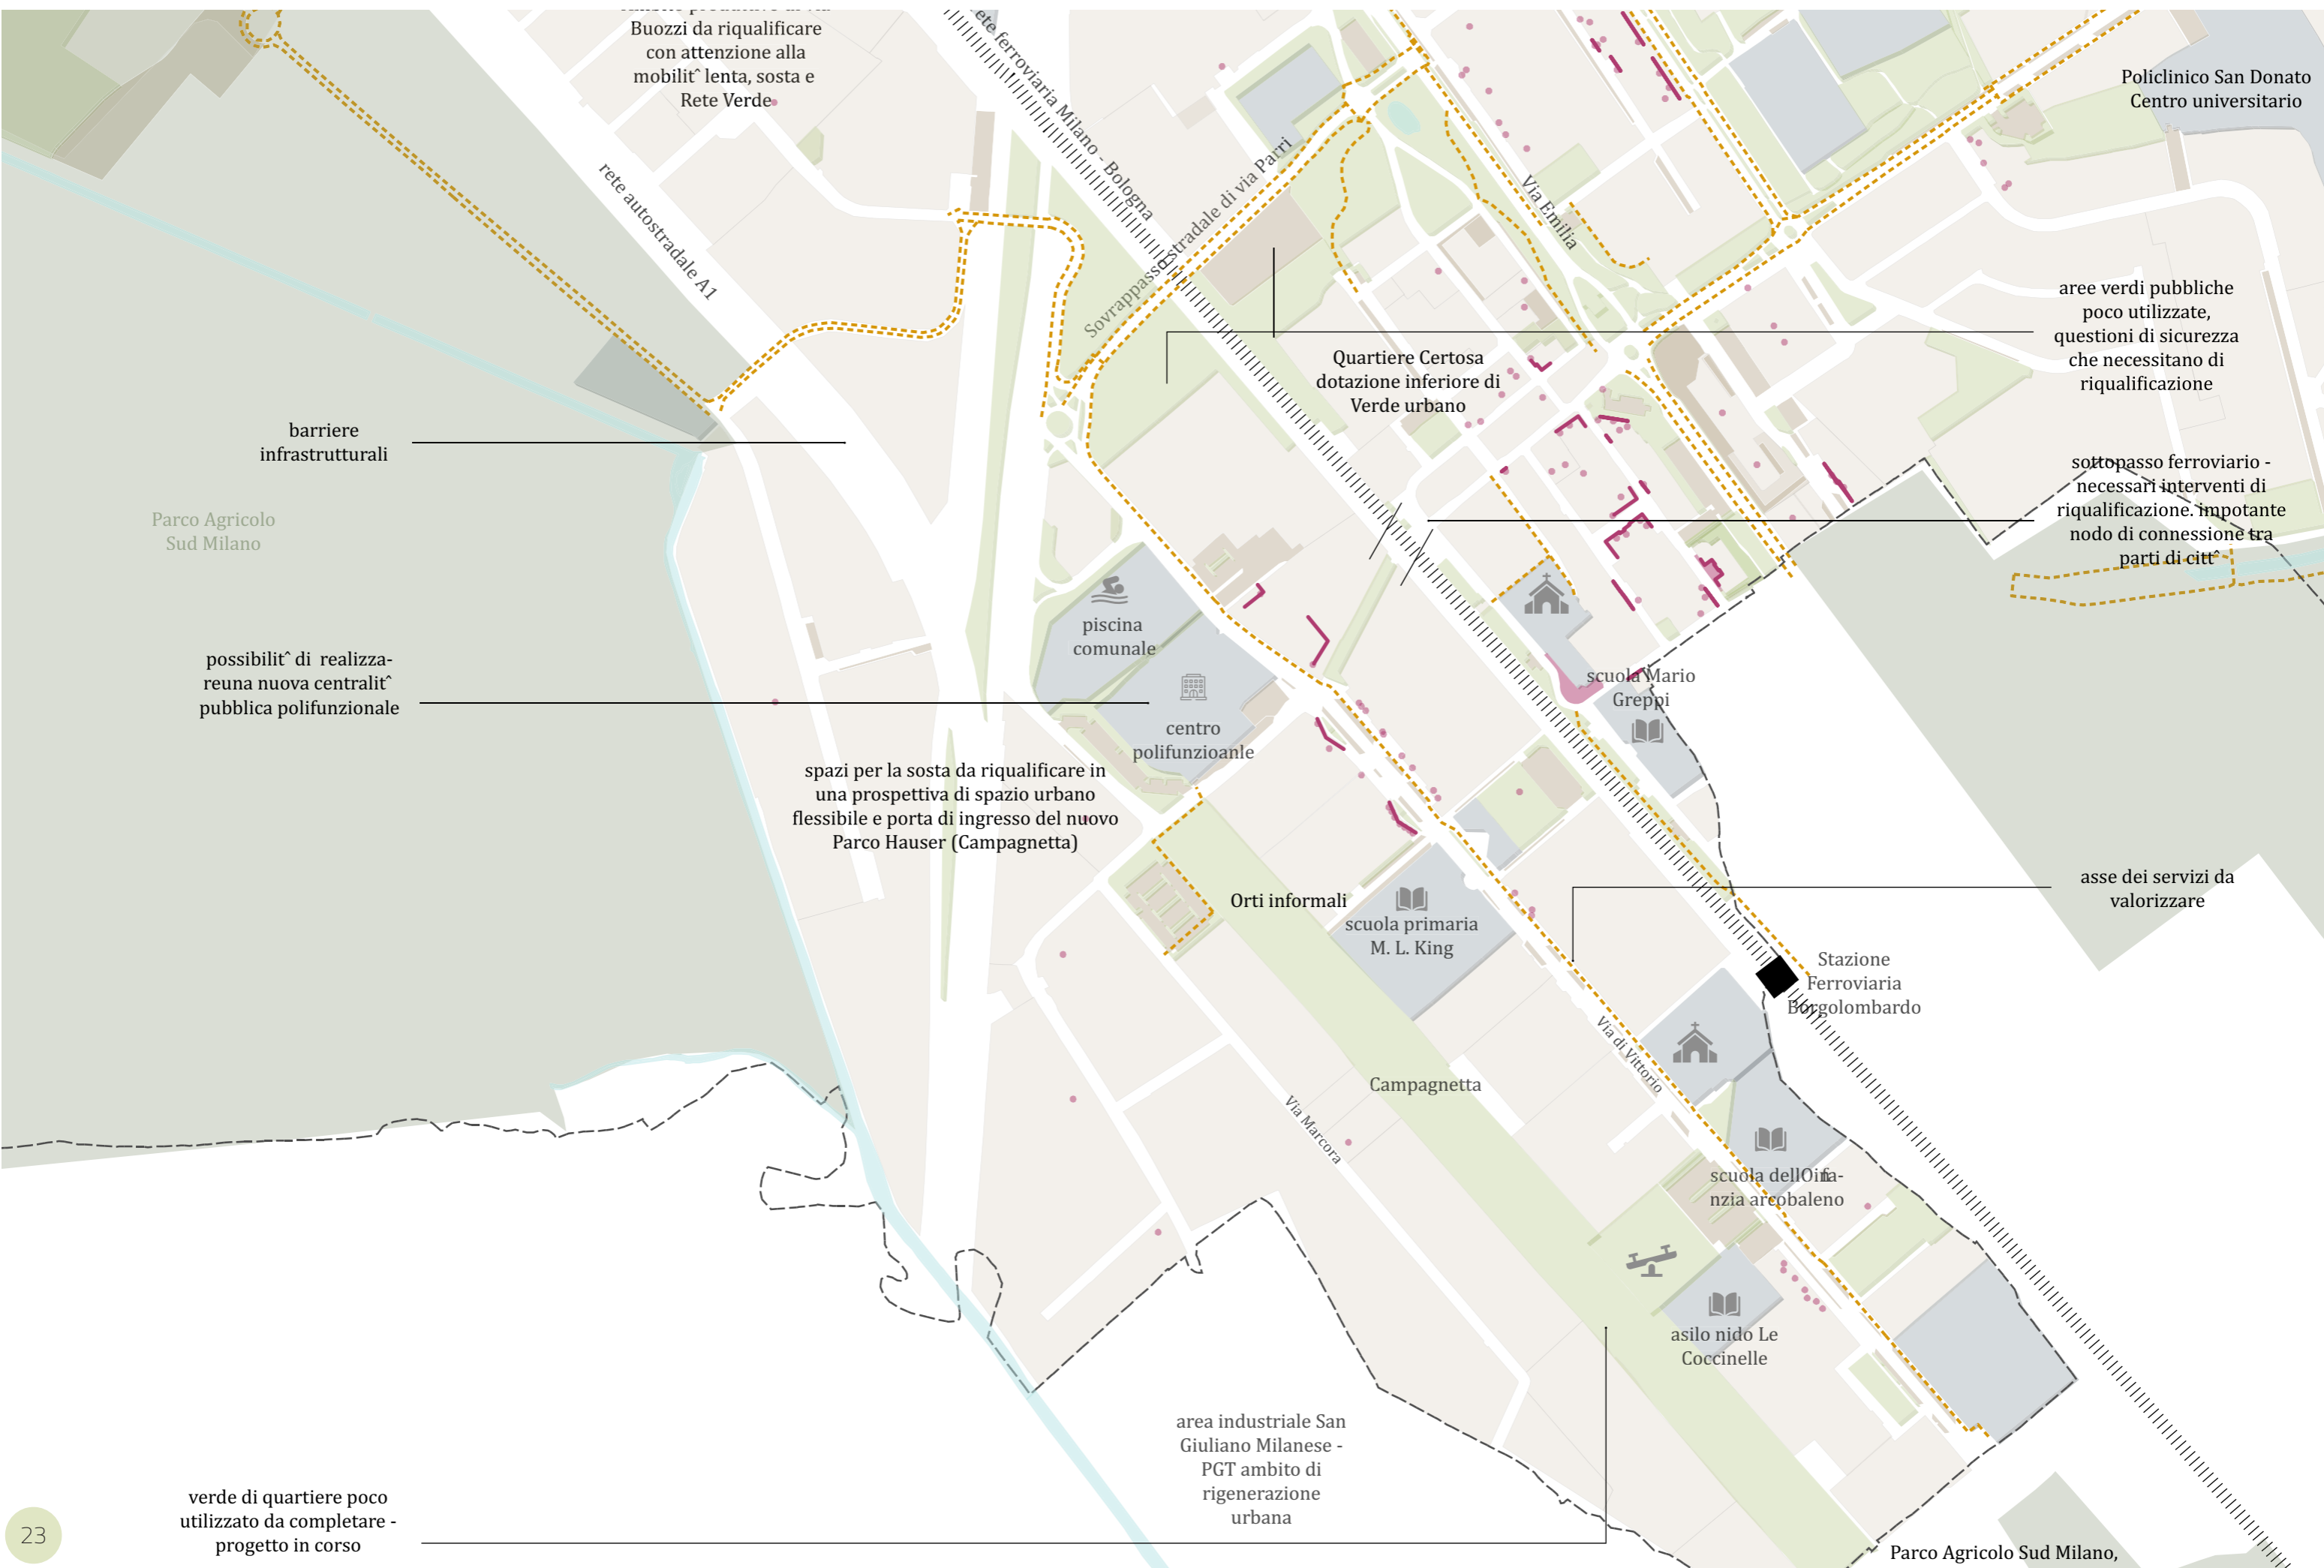 Buozzi da riqualificare
con attenzione alla
mobilit^ lenta, sosta e
Rete Verde
rete ferroviaria Milano - Bologna
Policlinico San Donato
Centro universitario
rete autostradale A1
Sovrappasso stradale di via Parri
Via Emilia
aree verdi pubbliche
poco utilizzate,
questioni di sicurezza
che necessitano di
riqualificazione
Quartiere Certosa
dotazione inferiore di
Verde urbano
barriere
infrastrutturali
sottopasso ferroviario -
necessari interventi di
riqualificazione. impotante
nodo di connessione tra
parti di citt^
Parco Agricolo
Sud Milano
piscina
comunale
possibilit^ di realizza-
reuna nuova centralit^
pubblica polifunzionale
scuola Mario
Greppi
centro
polifunzioanle
spazi per la sosta da riqualificare in
una prospettiva di spazio urbano
flessibile e porta di ingresso del nuovo
Parco Hauser (Campagnetta)
Orti informali
scuola primaria
M. L. King
asse dei servizi da
valorizzare
Stazione
Ferroviaria
Borgolombardo
Via di Vittorio
Campagnetta
Via Marcora
scuola dellOinfa-
nzia arcobaleno
asilo nido Le
Coccinelle
area industriale San
Giuliano Milanese -
PGT ambito di
rigenerazione
urbana
verde di quartiere poco
utilizzato da completare -
progetto in corso
23
Parco Agricolo Sud Milano,